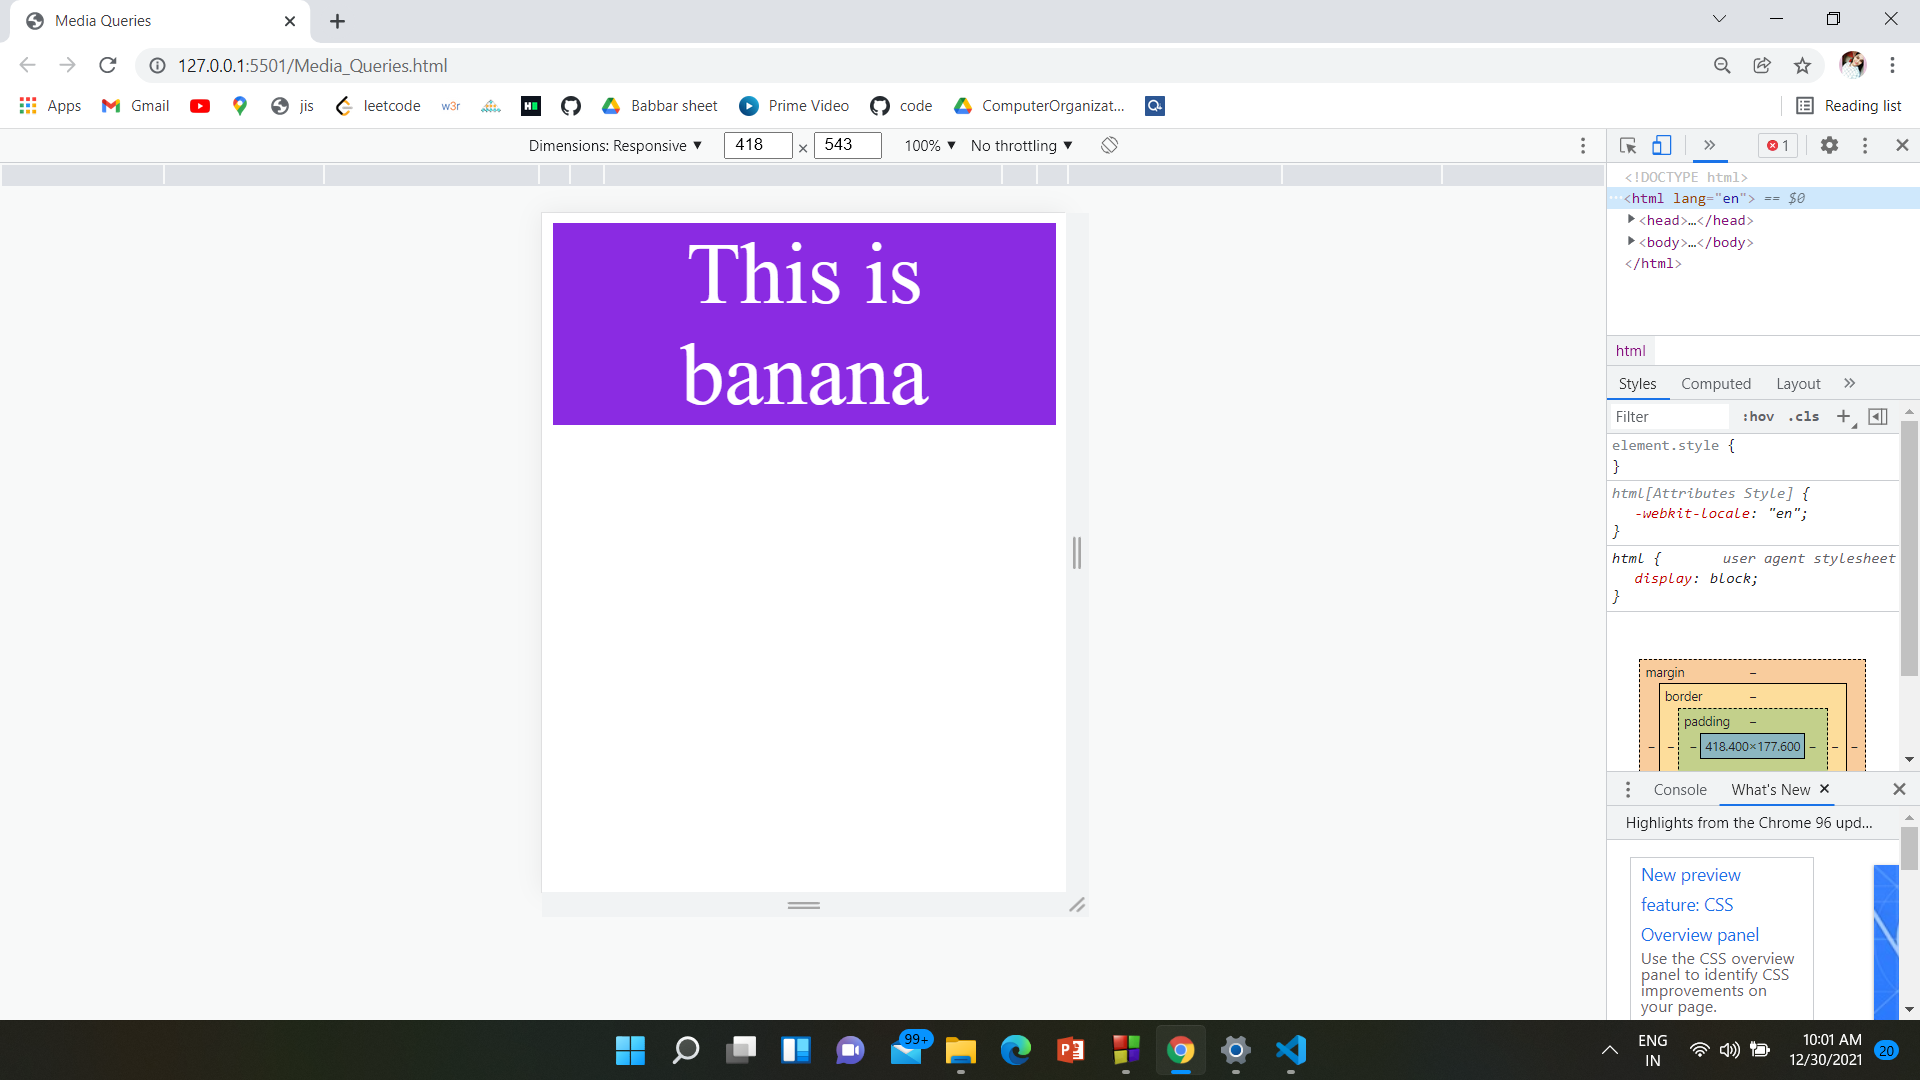 Media Queries
127.0.0.1:5501/Media_Queries.html
Apps Gmail jis leetcode w3r Babbar sheet Prime Video code ComputerOrganizat... Reading list
Dimensions: Responsive 418 × 543 100% No throttling 1
<!DOCTYPE html>
<html lang="en"> == $0
<head>…</head>
<body>…</body>
</html>
This is
banana
html
Styles Computed Layout
Filter :hov .cls
element.style {
}
html[Attributes Style] {
-webkit-locale: "en";
}
html { user agent stylesheet
display: block;
}
margin –
border –
padding –
– – – 418.400×177.600 – – –
Console What's New
Highlights from the Chrome 96 upd...
New preview
feature: CSS
Overview panel
Use the CSS overview
panel to identify CSS
improvements on
your page.
99+
ENG
IN
10:01 AM
12/30/2021
20